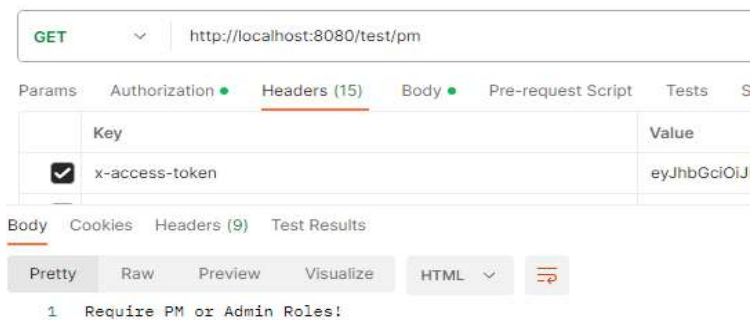 GET http://localhost:8080/test/pm
Params Authorization Headers (15) Body Pre-request Script Tests S
Key Value
x-access-token eyJhbGciOiJ
Body Cookies Headers (9) Test Results
Pretty Raw Preview Visualize HTML
1 Require PM or Admin Roles!